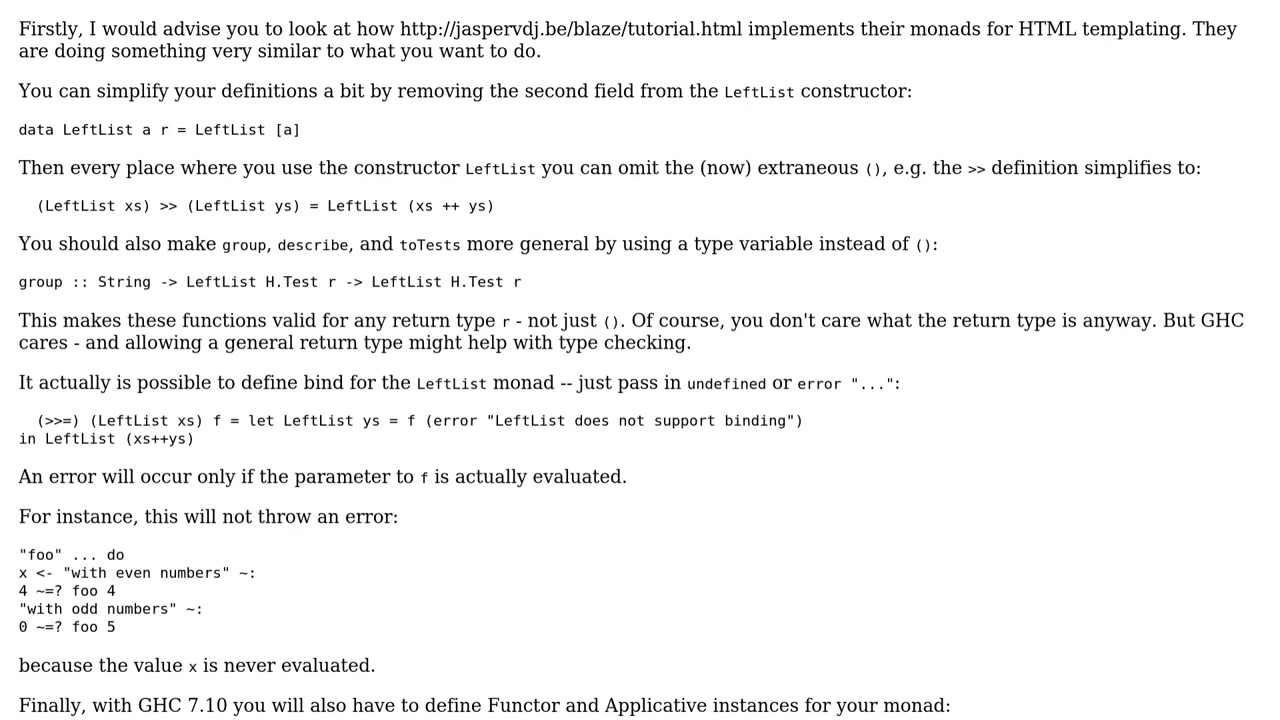 Firstly, I would advise you to look at how http://jaspervdj.be/blaze/tutorial.html implements their monads for HTML templating. They
are doing something very similar to what you want to do.
You can simplify your definitions a bit by removing the second field from the LeftList constructor:
data LeftList a r = LeftList [a]
Then every place where you use the constructor LeftList you can omit the (now) extraneous (), e.g. the >> definition simplifies to:
(LeftList xs) >> (LeftList ys) = LeftList (xs ++ ys)
You should also make group, describe, and toTests more general by using a type variable instead of ():
group :: String -> LeftList H.Test r -> LeftList H.Test r
This makes these functions valid for any return type r - not just (). Of course, you don't care what the return type is anyway. But GHC
cares - and allowing a general return type might help with type checking.
It actually is possible to define bind for the LeftList monad -- just pass in undefined or error "...":
(>>=) (LeftList xs) f = let LeftList ys = f (error "LeftList does not support binding")
in LeftList (xs++ys)
An error will occur only if the parameter to f is actually evaluated.
For instance, this will not throw an error:
"foo" ... do
x <- "with even numbers" ~:
4 ~=? foo 4
"with odd numbers" ~:
0 ~=? foo 5
because the value x is never evaluated.
Finally, with GHC 7.10 you will also have to define Functor and Applicative instances for your monad: